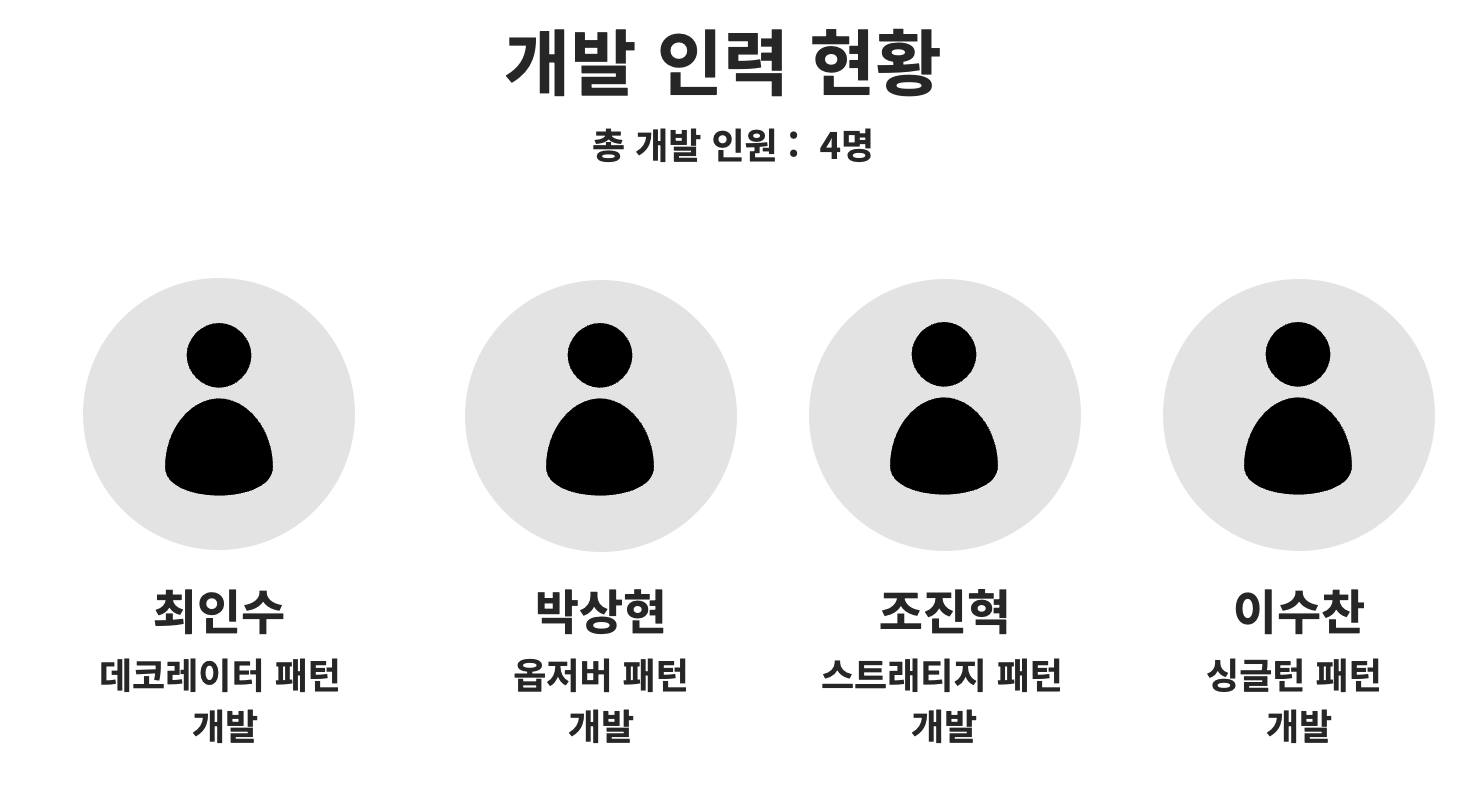 개발 인력 현황
총 개발 인원 : 4명
최인수
데코레이터 패턴
개발
박상현
옵저버 패턴
개발
조진혁
스트래티지 패턴
개발
이수찬
싱글턴 패턴
개발